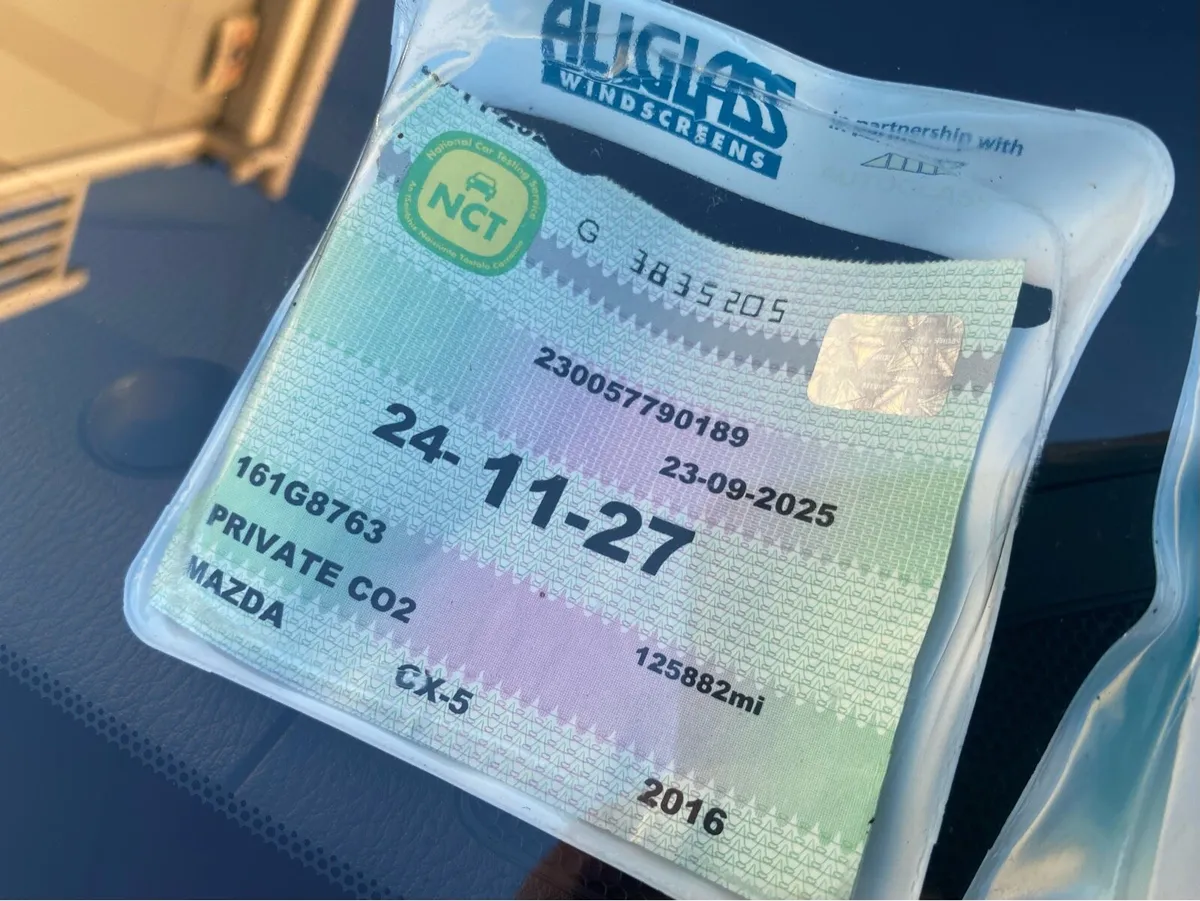 ALLGLASS
WINDSCREENS
in partnership with
National Car Testing Service
NCT
G 3835205
230057790189
23-09-2025
24-11-27
161G8763
PRIVATE CO2
MAZDA
125882mi
CX-5
2016